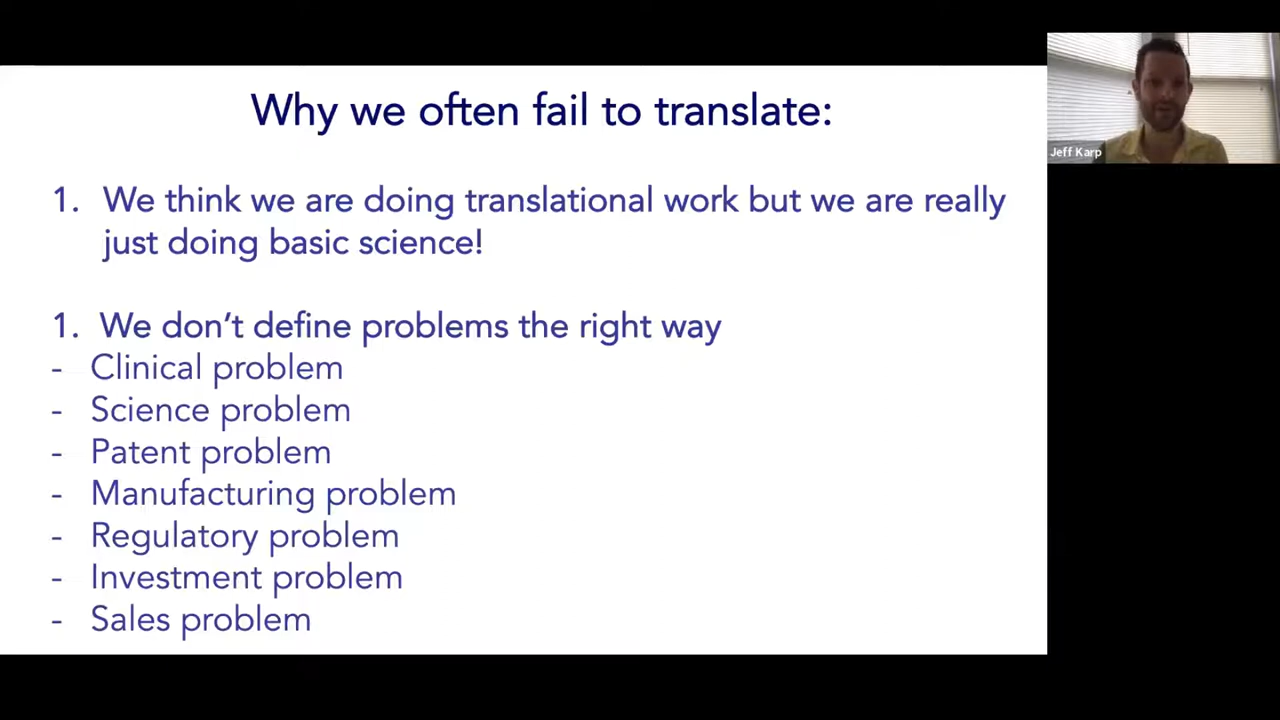 Why we often fail to translate:
1. We think we are doing translational work but we are really
just doing basic science!
1. We don't define problems the right way
- Clinical problem
- Science problem
- Patent problem
- Manufacturing problem
- Regulatory problem
- Investment problem
- Sales problem
Jeff Karp